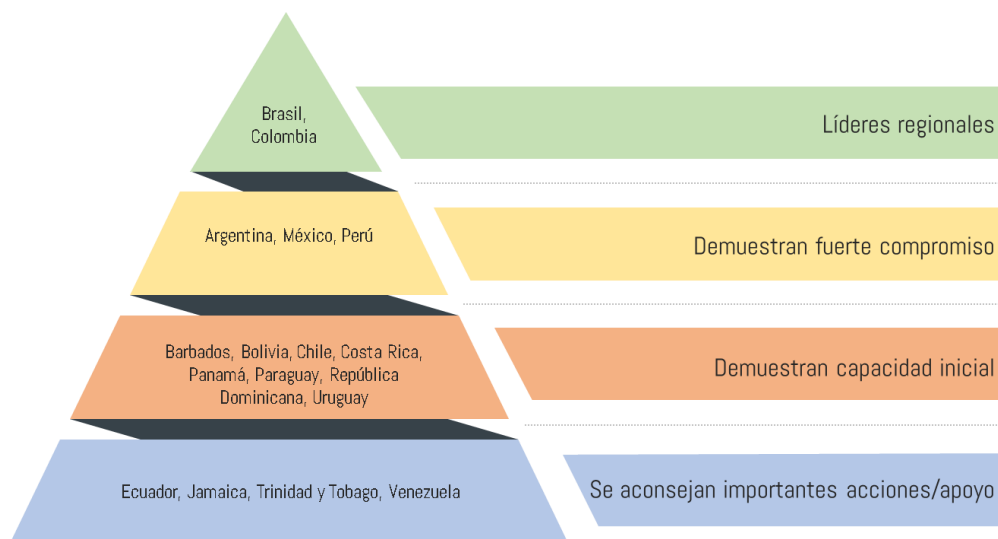 Brasil,
Colombia
Líderes regionales
Argentina, México, Perú
Demuestran fuerte compromiso
Barbados, Bolivia, Chile, Costa Rica,
Panamá, Paraguay, República
Dominicana, Uruguay
Demuestran capacidad inicial
Ecuador, Jamaica, Trinidad y Tobago, Venezuela
Se aconsejan importantes acciones/apoyo